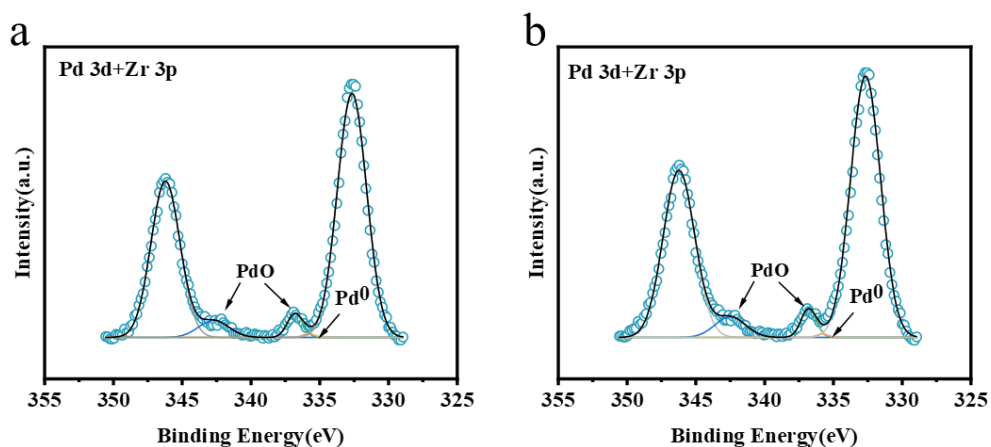 a
Pd 3d+Zr 3p
Intensity(a.u.)
PdO
Pd0
355 350 345 340 335 330 325
Binding Energy(eV)
b
Pd 3d+Zr 3p
Intensity(a.u.)
PdO
Pd0
355 350 345 340 335 330 325
Binding Energy(eV)